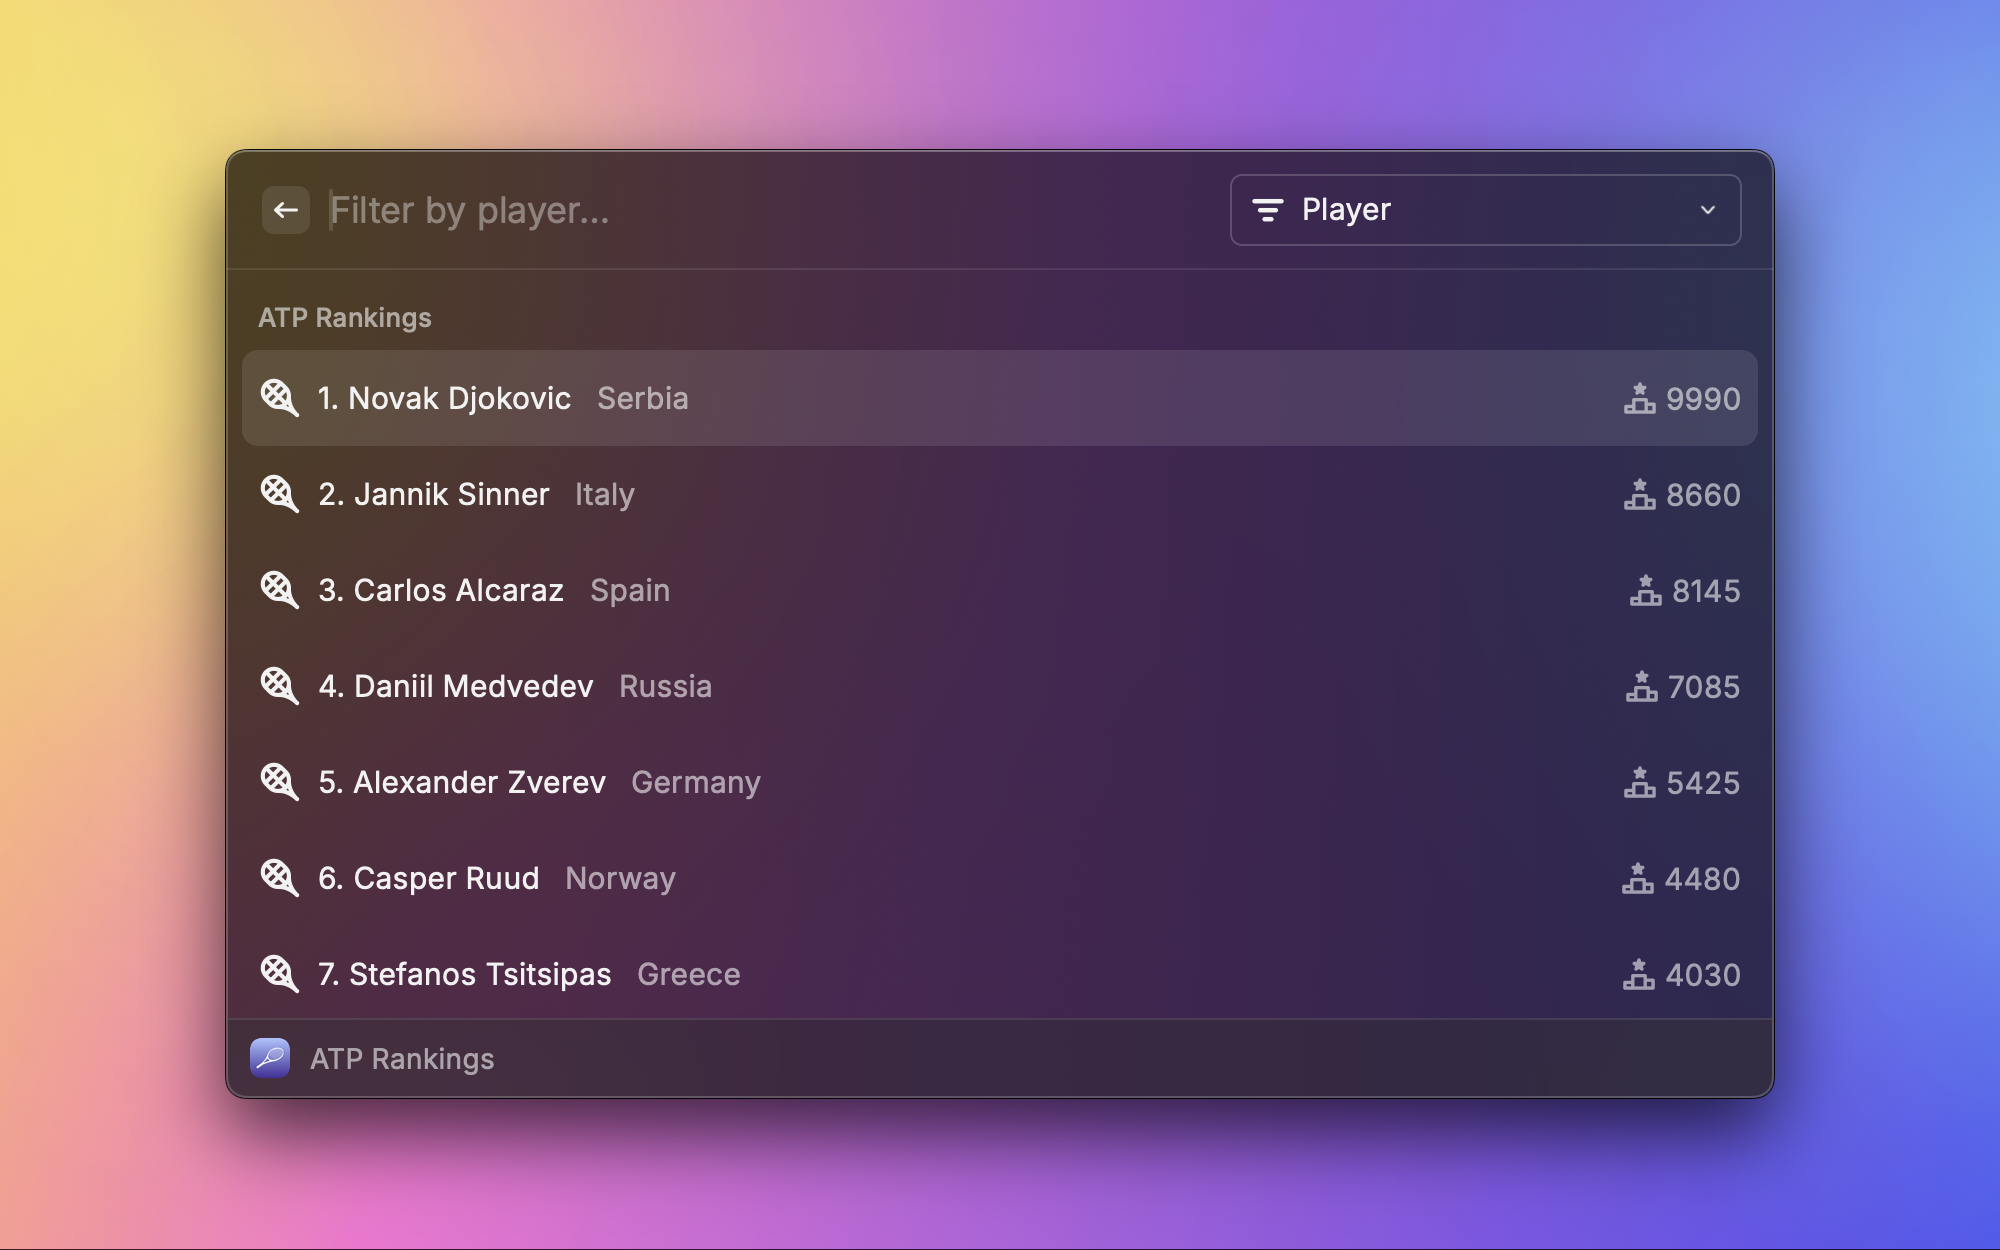 Filter by player...
Player
ATP Rankings
1. Novak Djokovic Serbia 9990
2. Jannik Sinner Italy 8660
3. Carlos Alcaraz Spain 8145
4. Daniil Medvedev Russia 7085
5. Alexander Zverev Germany 5425
6. Casper Ruud Norway 4480
7. Stefanos Tsitsipas Greece 4030
ATP Rankings